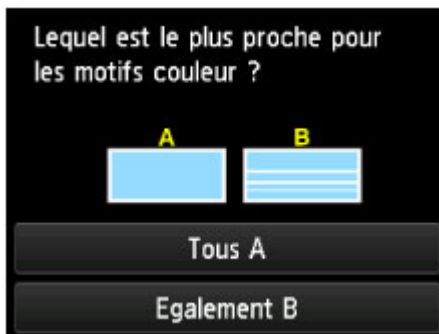 Lequel est le plus proche pour
les motifs couleur ?
A B
Tous A
Egalement B